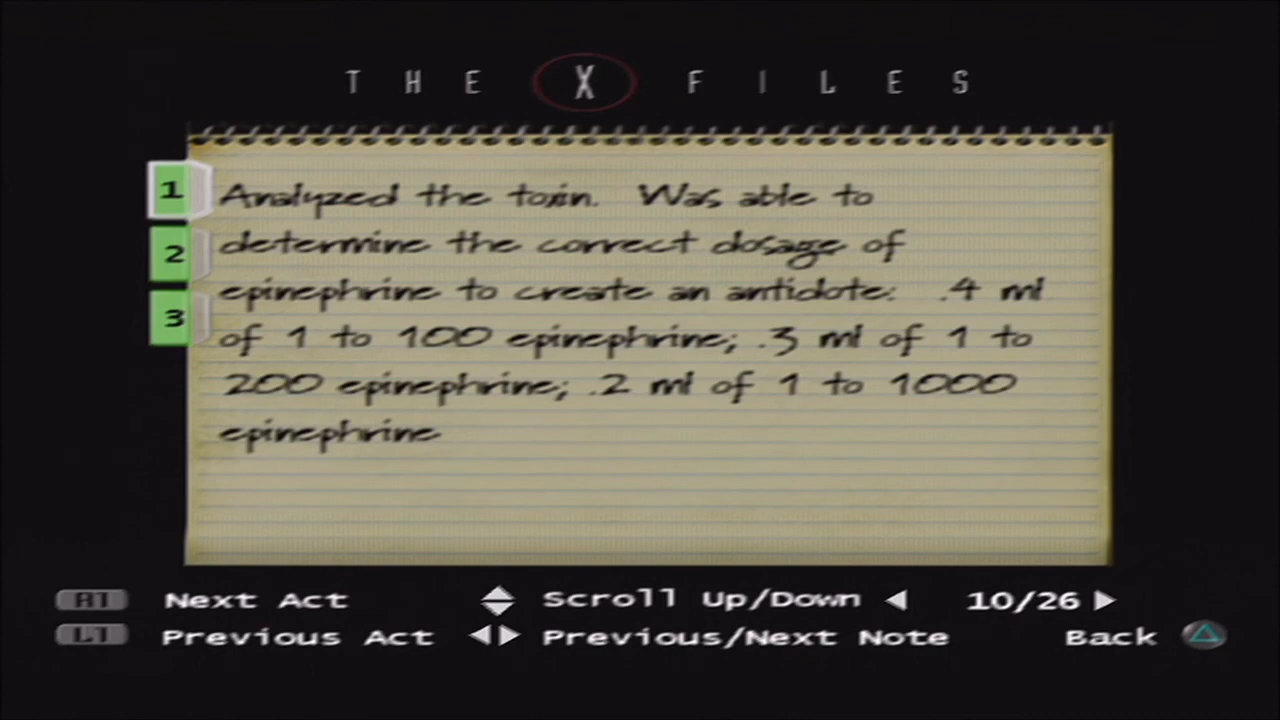 THE X FILES
1
2
3
Analyzed the toxin. Was able to
determine the correct dosage of
epinephrine to create an antidote: .4 ml
of 1 to 100 epinephrine; .3 ml of 1 to
200 epinephrine; .2 ml of 1 to 1000
epinephrine
R1 Next Act
Scroll Up/Down
10/26
L1 Previous Act
Previous/Next Note
Back